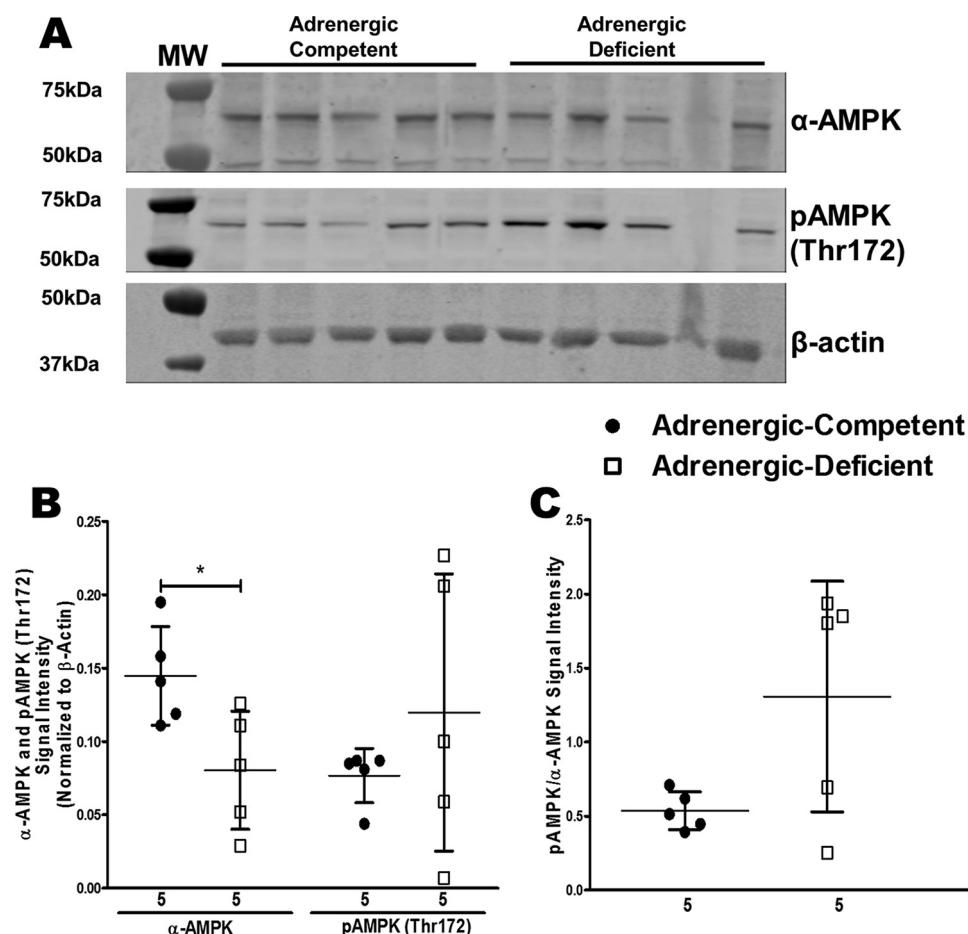 A
Adrenergic
Competent
Adrenergic
Deficient
MW
75kDa
50kDa
α-AMPK
75kDa
50kDa
pAMPK
(Thr172)
50kDa
37kDa
β-actin
Adrenergic-Competent
Adrenergic-Deficient
B
α-AMPK and pAMPK (Thr172)
Signal Intensity
(Normalized to β-Actin)
0.25
0.20
0.15
0.10
0.05
0.00
*
5 5 5 5
α-AMPK pAMPK (Thr172)
C
pAMPK/α-AMPK Signal Intensity
2.5
2.0
1.5
1.0
0.5
0.0
5 5